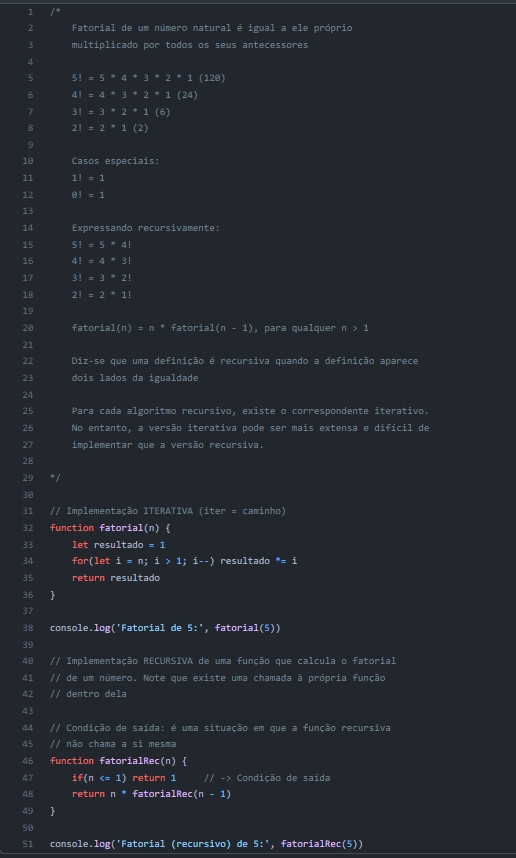 1 /*
2 Fatorial de um número natural é igual a ele próprio
3 multiplicado por todos os seus antecessores
4
5 5! = 5 * 4 * 3 * 2 * 1 (120)
6 4! = 4 * 3 * 2 * 1 (24)
7 3! = 3 * 2 * 1 (6)
8 2! = 2 * 1 (2)
9
10 Casos especiais:
11 1! = 1
12 0! = 1
13
14 Expressando recursivamente:
15 5! = 5 * 4!
16 4! = 4 * 3!
17 3! = 3 * 2!
18 2! = 2 * 1!
19
20 fatorial(n) = n * fatorial(n - 1), para qualquer n > 1
21
22 Diz-se que uma definição é recursiva quando a definição aparece
23 dois lados da igualdade
24
25 Para cada algoritmo recursivo, existe o correspondente iterativo.
26 No entanto, a versão iterativa pode ser mais extensa e difícil de
27 implementar que a versão recursiva.
28
29 */
30
31 // Implementação ITERATIVA (iter = caminho)
32 function fatorial(n) {
33 let resultado = 1
34 for(let i = n; i > 1; i--) resultado *= i
35 return resultado
36 }
37
38 console.log('Fatorial de 5:', fatorial(5))
39
40 // Implementação RECURSIVA de uma função que calcula o fatorial
41 // de um número. Note que existe uma chamada à própria função
42 // dentro dela
43
44 // Condição de saída: é uma situação em que a função recursiva
45 // não chama a si mesma
46 function fatorialRec(n) {
47 if(n <= 1) return 1 // -> Condição de saída
48 return n * fatorialRec(n - 1)
49 }
50
51 console.log('Fatorial (recursivo) de 5:', fatorialRec(5))